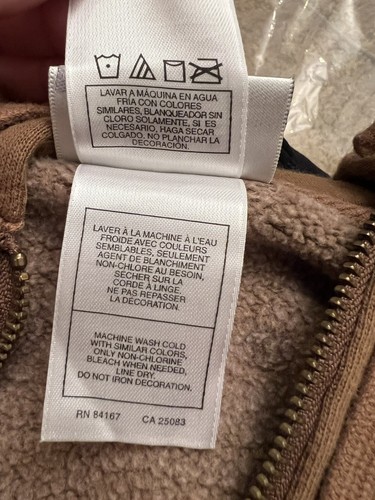 LAVAR A MÁQUINA EN AGUA
FRÍA CON COLORES
SIMILARES, BLANQUEADOR SIN
CLORO SOLAMENTE, SI ES
NECESARIO, HAGA SECAR
COLGADO. NO PLANCHAR LA
DECORACIÓN.
LAVER À LA MACHINE À L'EAU
FROIDE AVEC COULEURS
SEMBLABLES, SEULEMENT
AGENT DE BLANCHIMENT
NON-CHLORE AU BESOIN,
SÉCHER SUR LA
CORDE À LINGE.
NE PAS REPASSER
LA DÉCORATION.
MACHINE WASH COLD
WITH SIMILAR COLORS,
ONLY NON-CHLORINE
BLEACH WHEN NEEDED,
LINE DRY.
DO NOT IRON DECORATION.
RN 84167 CA 25083